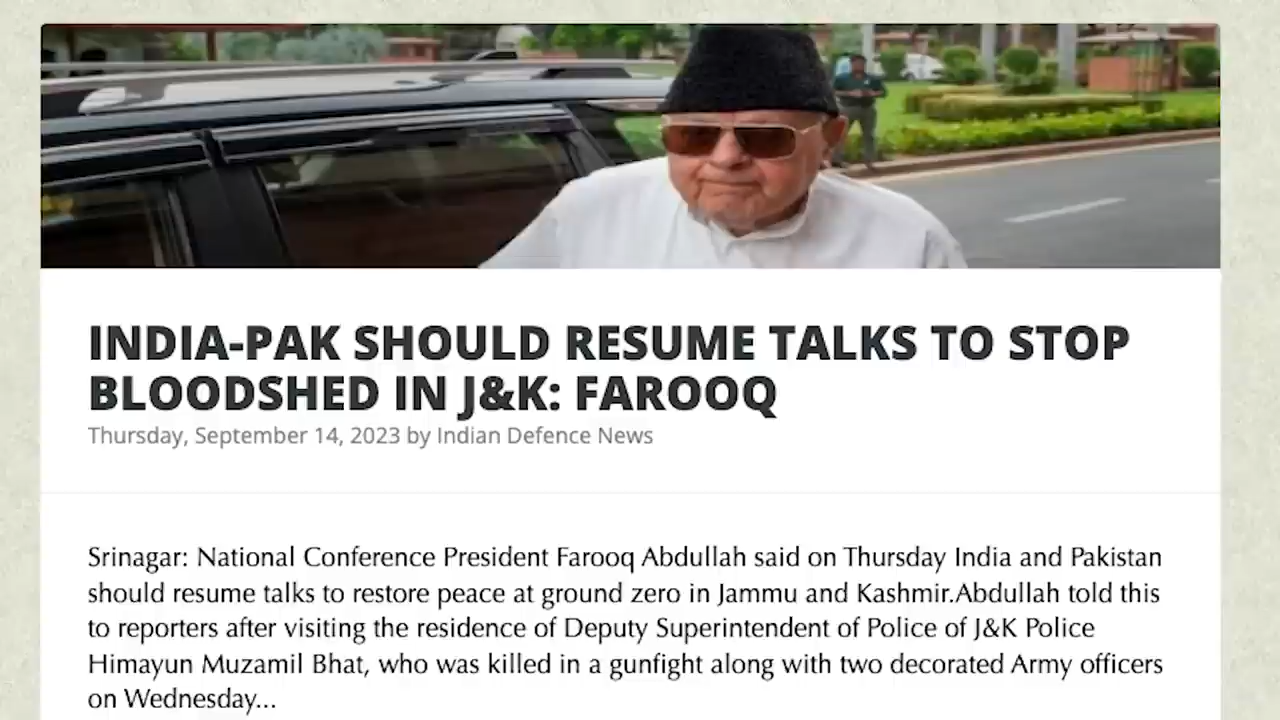 INDIA-PAK SHOULD RESUME TALKS TO STOP
BLOODSHED IN J&K: FAROOQ
Thursday, September 14, 2023 by Indian Defence News
Srinagar: National Conference President Farooq Abdullah said on Thursday India and Pakistan
should resume talks to restore peace at ground zero in Jammu and Kashmir.Abdullah told this
to reporters after visiting the residence of Deputy Superintendent of Police of J&K Police
Himayun Muzamil Bhat, who was killed in a gunfight along with two decorated Army officers
on Wednesday...